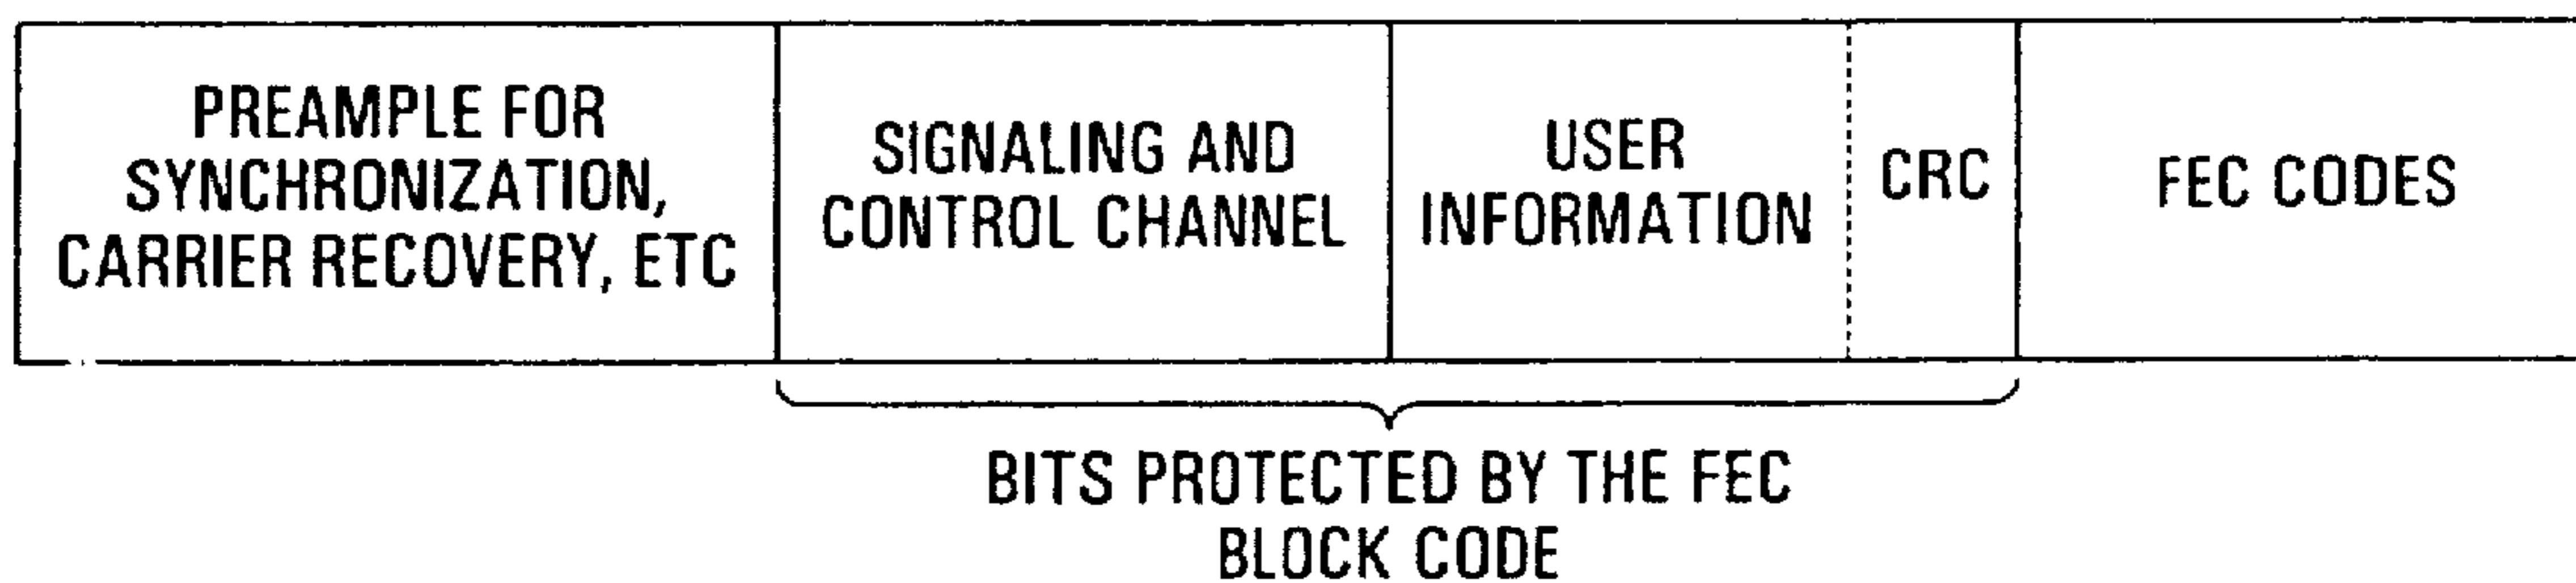 PREAMPLE FOR
SYNCHRONIZATION,
CARRIER RECOVERY, ETC
SIGNALING AND
CONTROL CHANNEL
USER
INFORMATION
CRC
FEC CODES
BITS PROTECTED BY THE FEC
BLOCK CODE